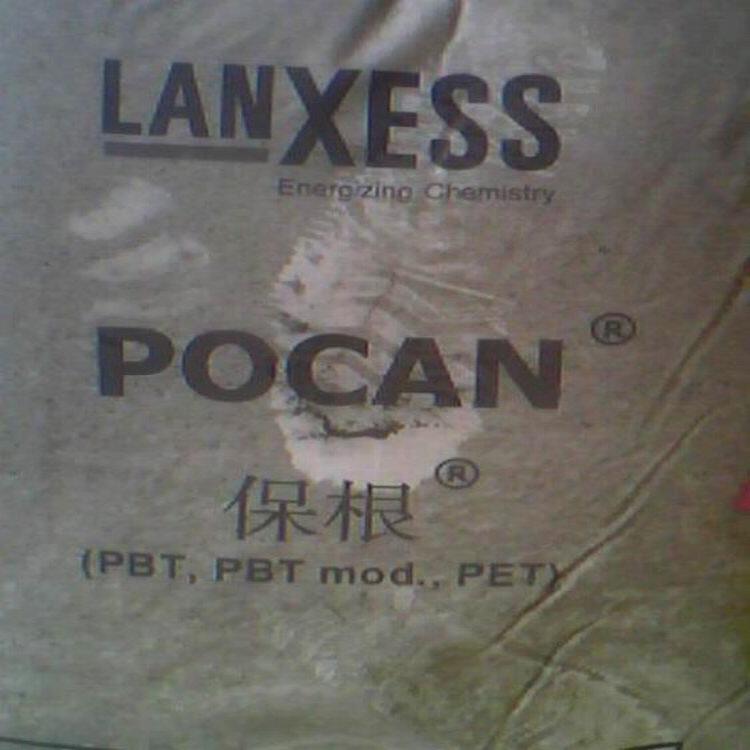 LANXESS
Energizing Chemistry
POCAN®
保根®
(PBT, PBT mod., PET)